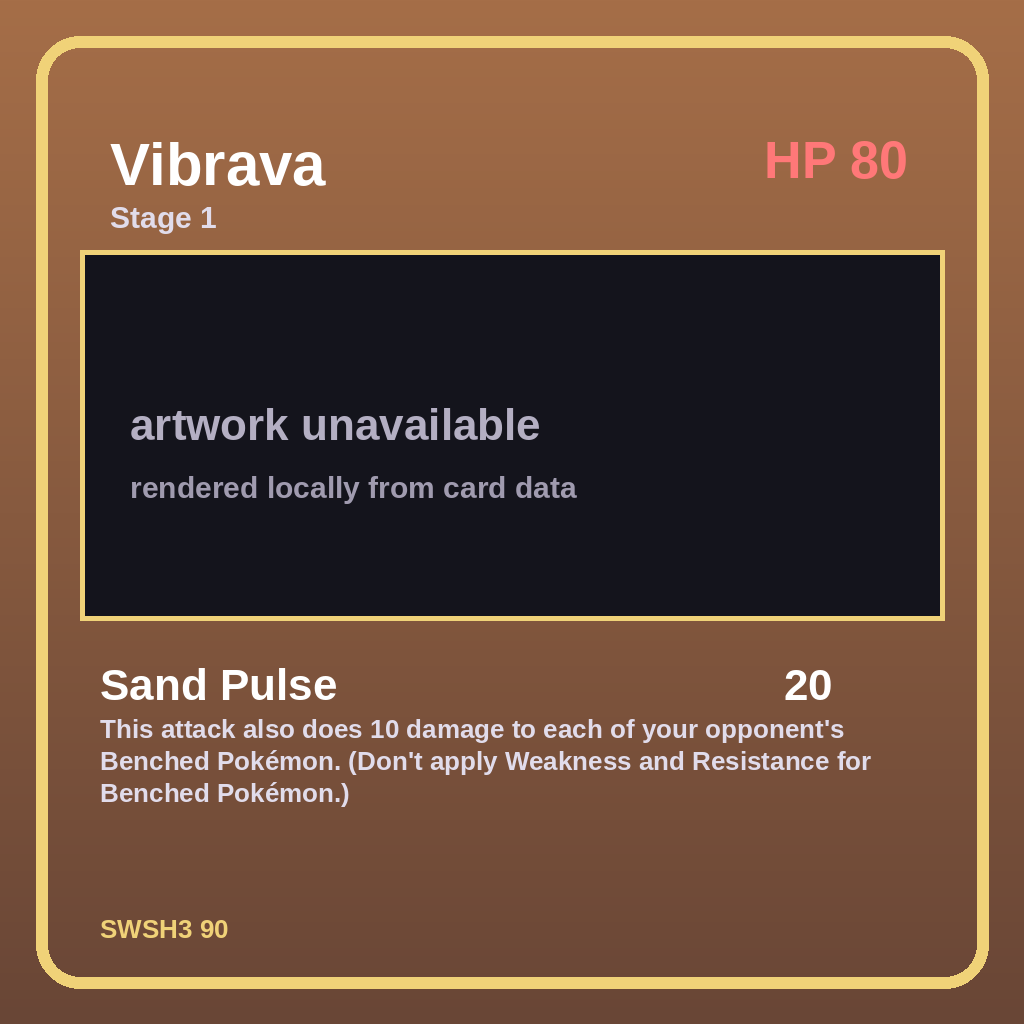 Vibrava
HP 80
Stage 1
artwork unavailable
rendered locally from card data
Sand Pulse
20
This attack also does 10 damage to each of your opponent's
Benched Pokémon. (Don't apply Weakness and Resistance for
Benched Pokémon.)
SWSH3 90